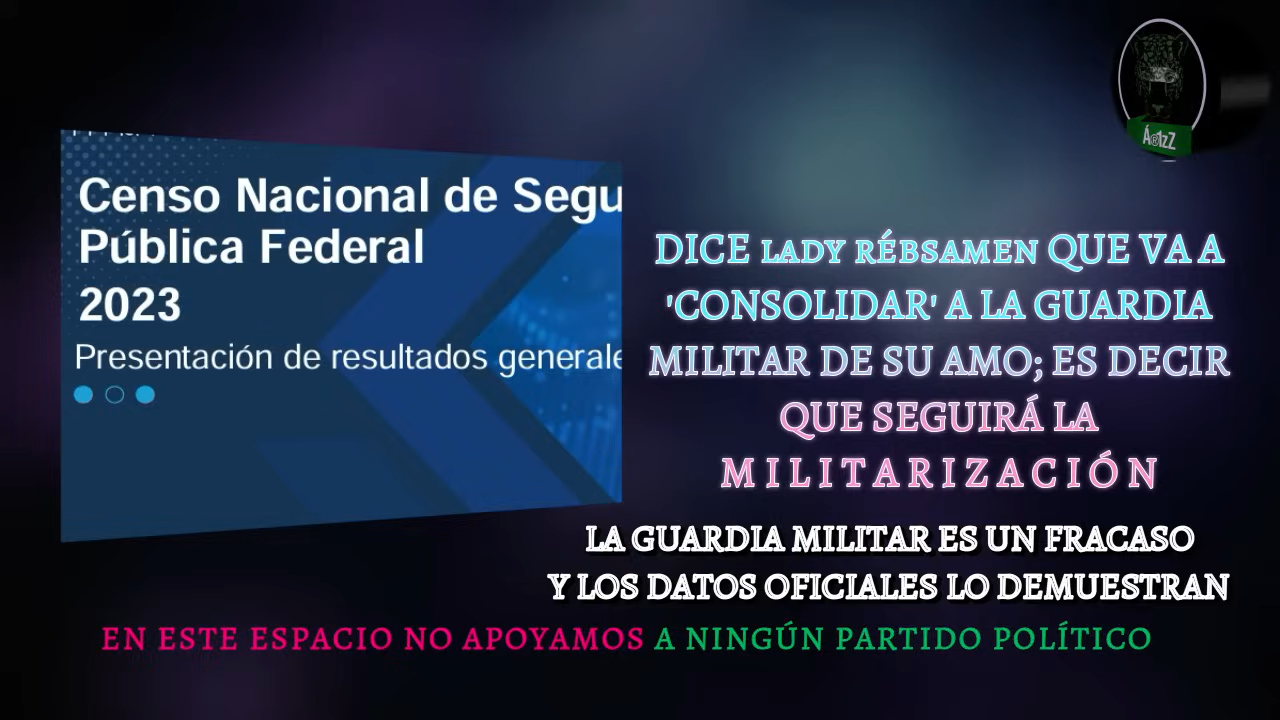 Censo Nacional de Segu
Pública Federal
2023
Presentación de resultados generale
Á®1zZ
DICE LADY RÉBSAMEN QUE VA A
'CONSOLIDAR' A LA GUARDIA
MILITAR DE SU AMO; ES DECIR
QUE SEGUIRÁ LA
MILITARIZACIÓN
LA GUARDIA MILITAR ES UN FRACASO
Y LOS DATOS OFICIALES LO DEMUESTRAN
EN ESTE ESPACIO NO APOYAMOS A NINGÚN PARTIDO POLÍTICO